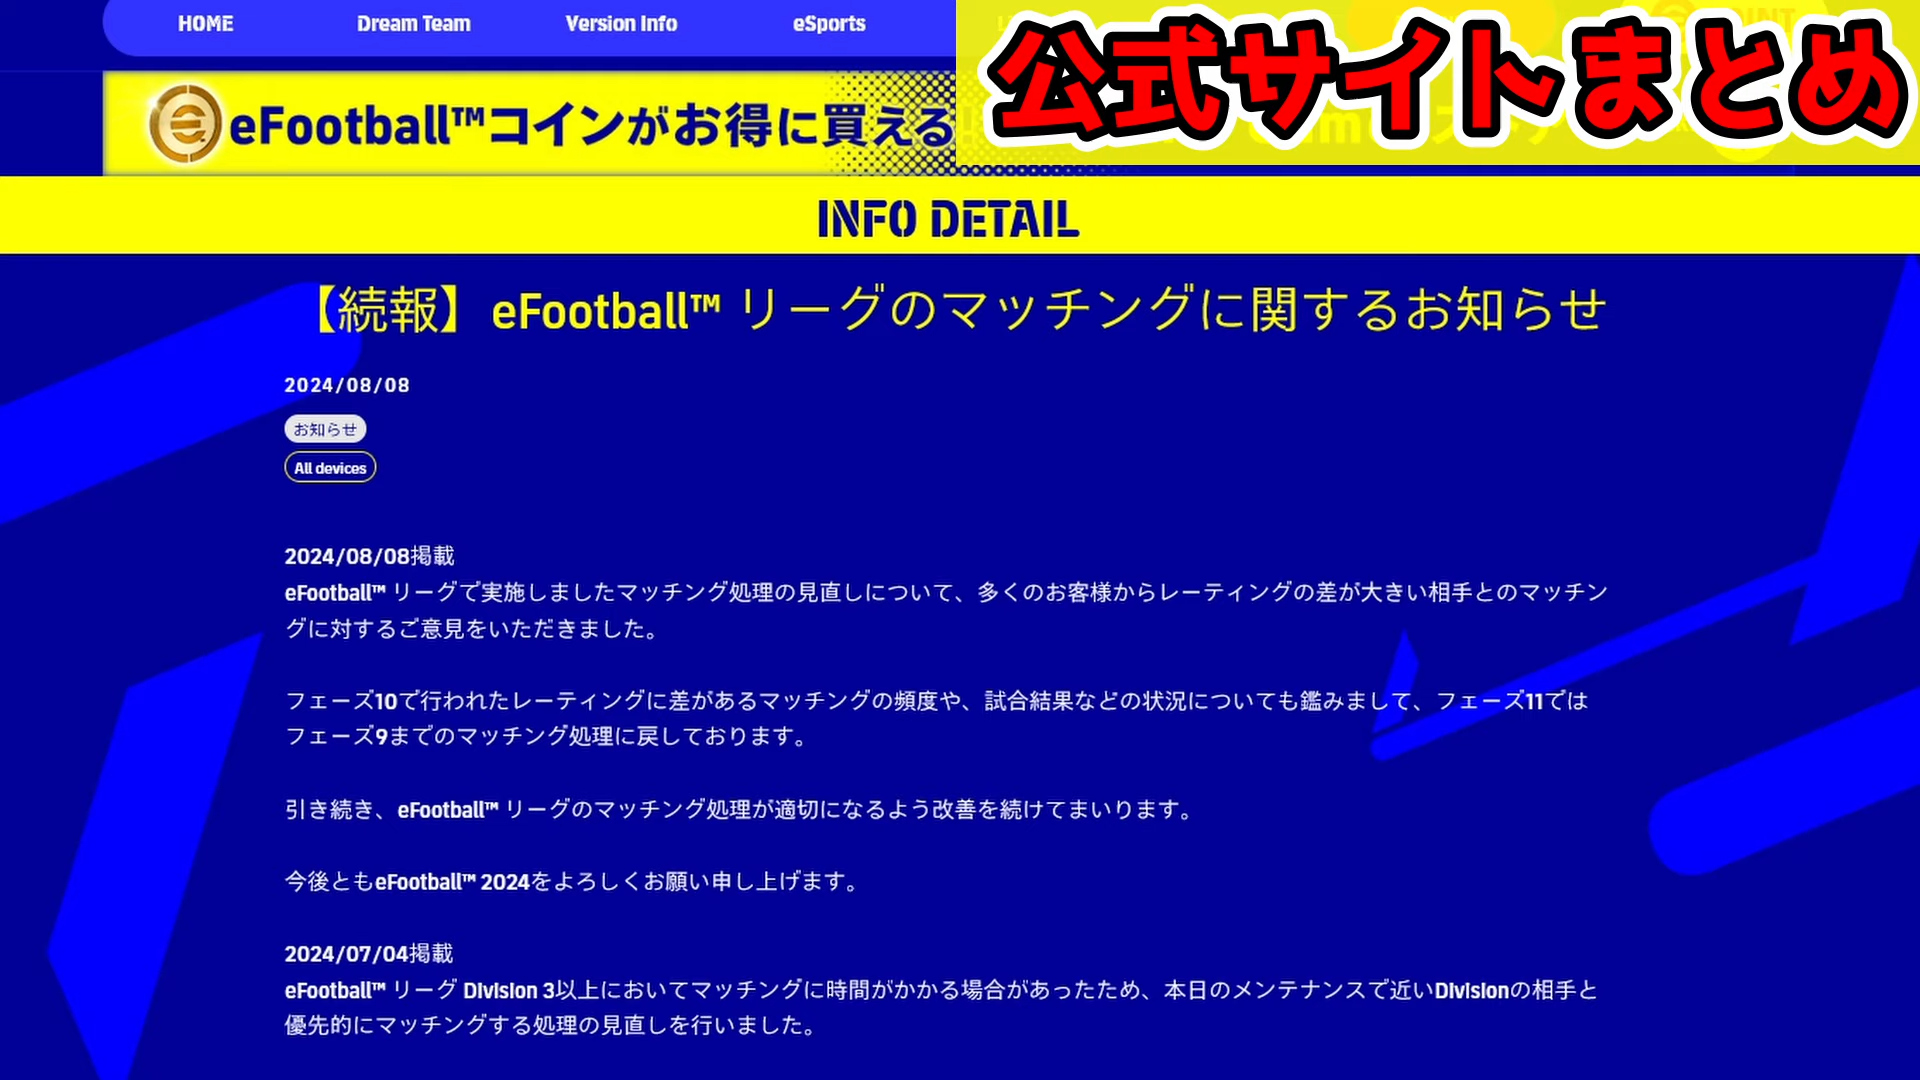 HOME Dream Team Version Info eSports
公式サイトまとめ
eFootball™コインがお得に買える
INFO DETAIL
【続報】 eFootball™ リーグのマッチングに関するお知らせ
2024/08/08
お知らせ
All devices
2024/08/08掲載
eFootball™ リーグで実施しましたマッチング処理の見直しについて、多くのお客様からレーティングの差が大きい相手とのマッチン
グに対するご意見をいただきました。
フェーズ10で行われたレーティングに差があるマッチングの頻度や、試合結果などの状況についても鑑みまして、フェーズ11では
フェーズ9までのマッチング処理に戻しております。
引き続き、eFootball™ リーグのマッチング処理が適切になるよう改善を続けてまいります。
今後ともeFootball™ 2024をよろしくお願い申し上げます。
2024/07/04掲載
eFootball™ リーグ Division 3以上においてマッチングに時間がかかる場合があったため、本日のメンテナンスで近いDivisionの相手と
優先的にマッチングする処理の見直しを行いました。